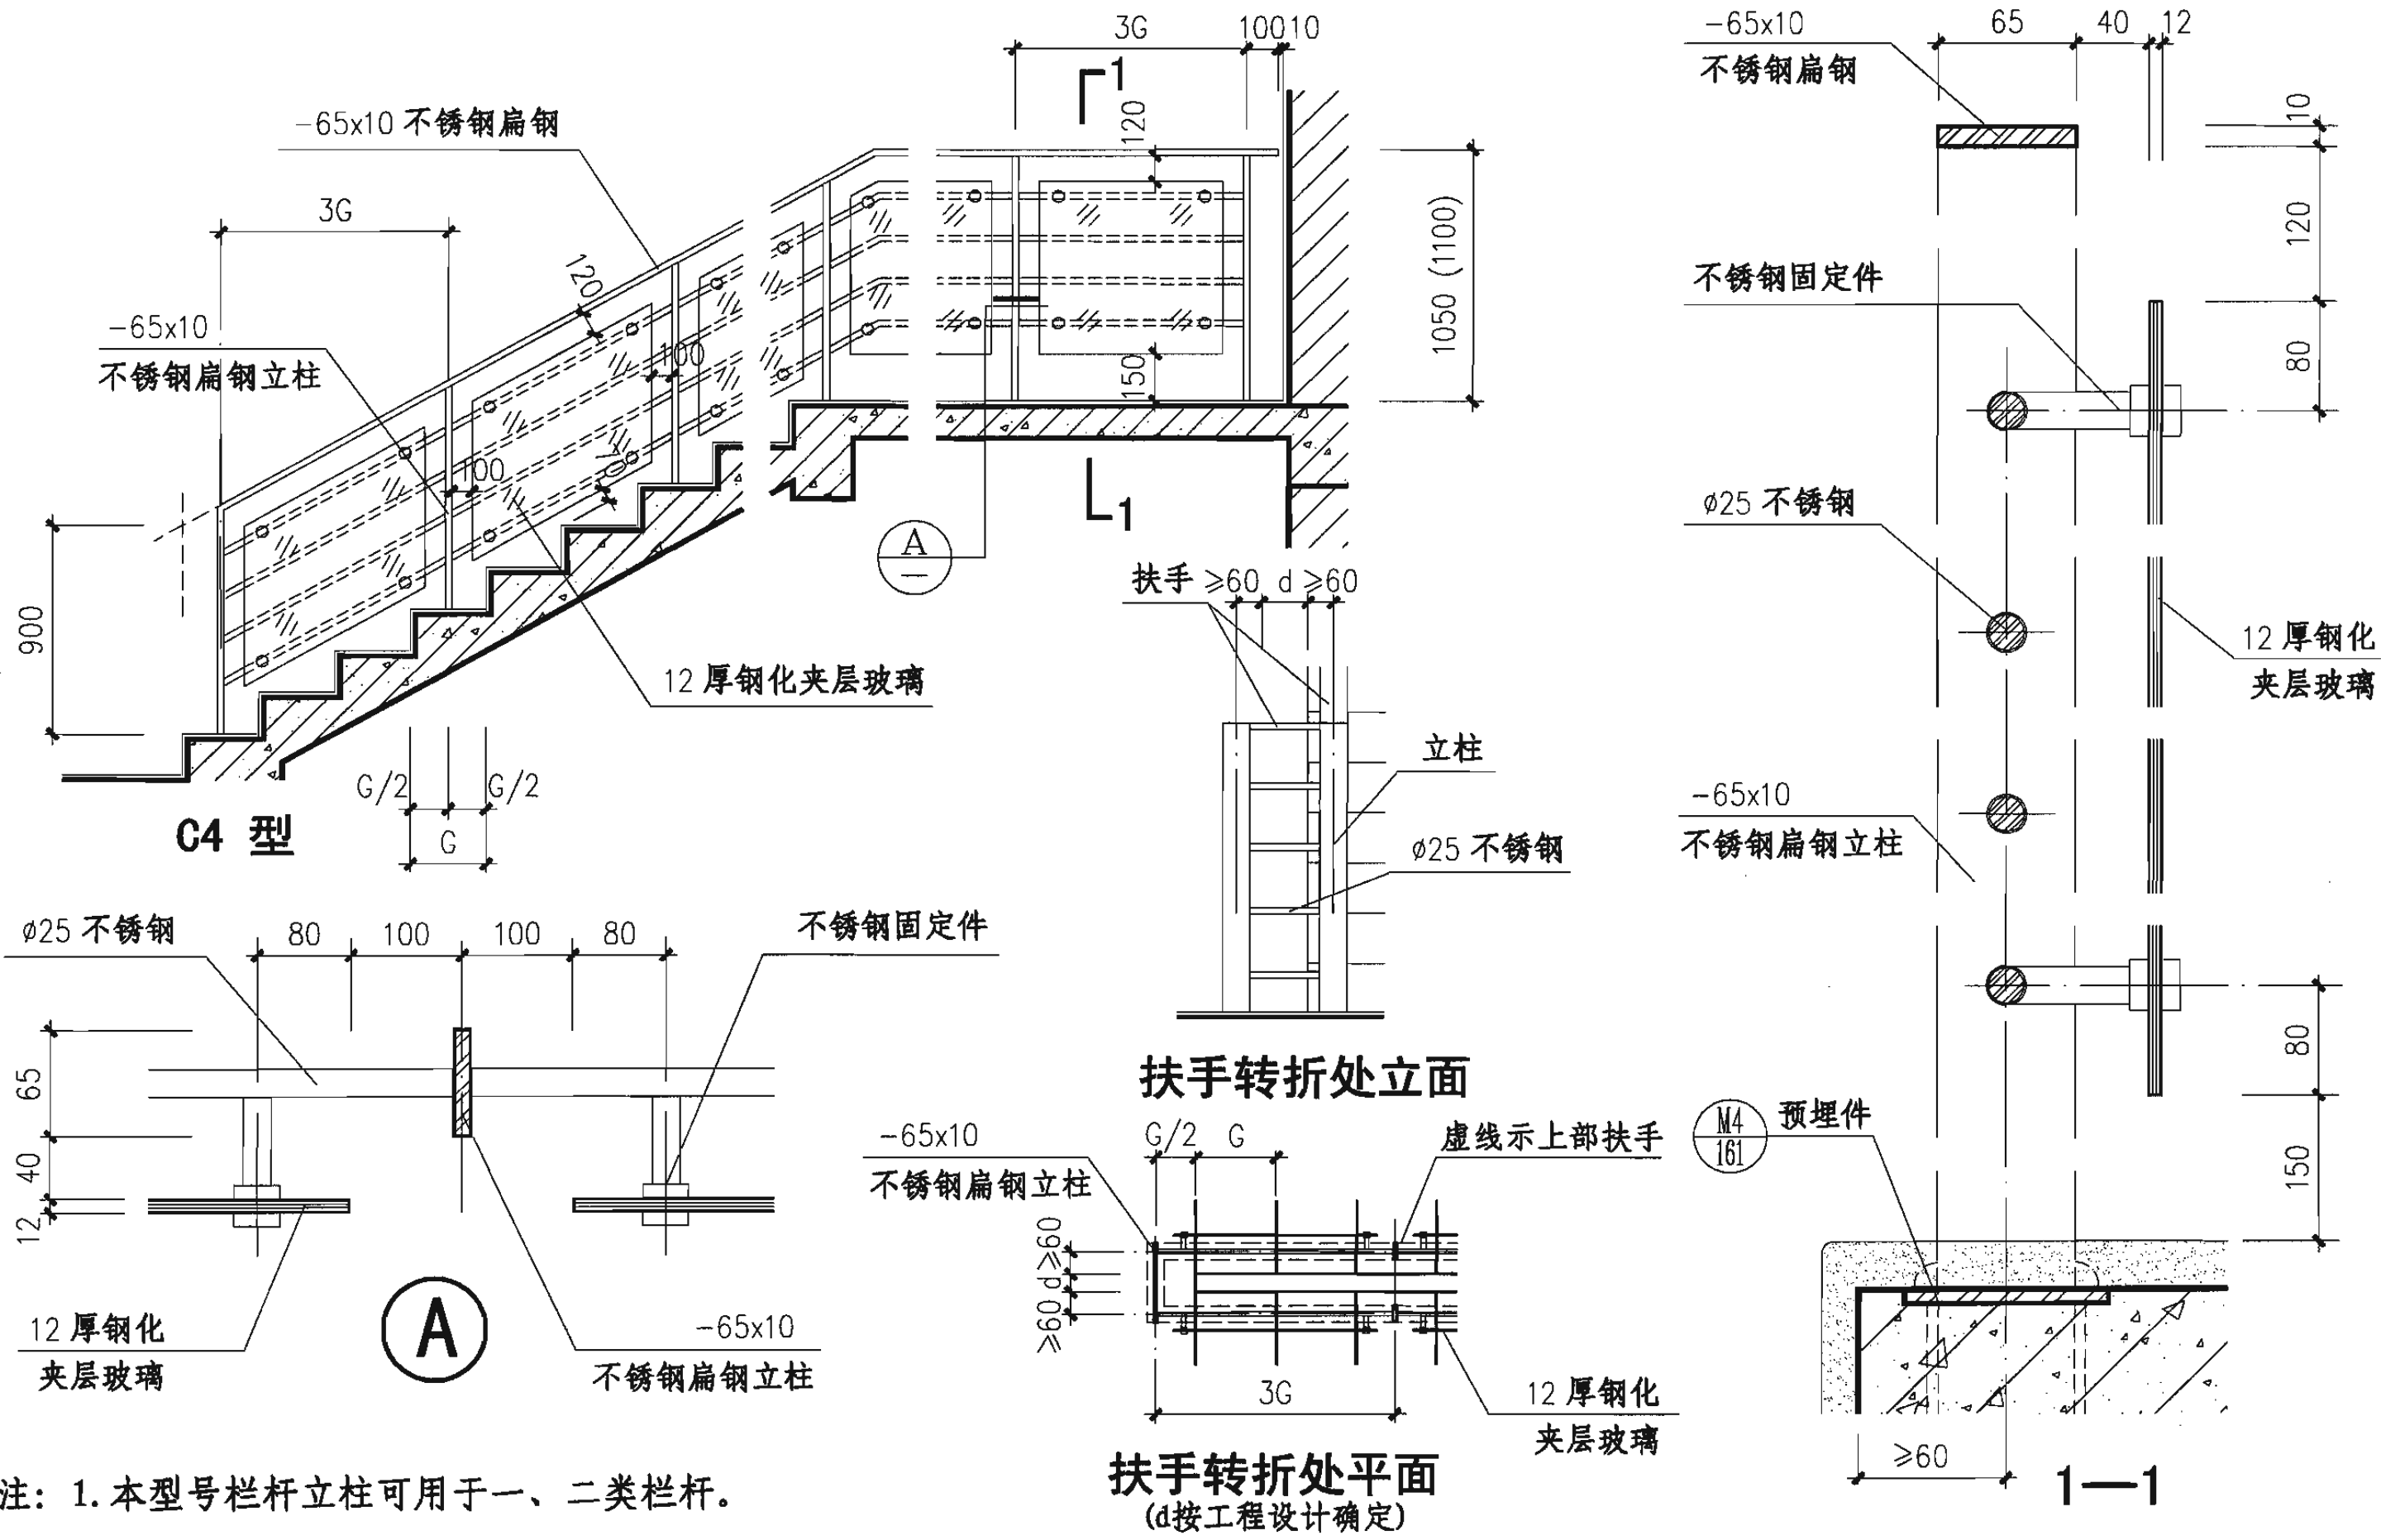 3G
100
10
1
120
-65x10 不锈钢扁钢
3G
120
-65x10
不锈钢扁钢立柱
100
100
1050 (1100)
150
900
12 厚钢化夹层玻璃
1
A
—
G/2
G/2
G
C4 型
扶手
≥60
d
≥60
立柱
ø25 不锈钢
扶手转折处立面
-65x10
不锈钢扁钢
65
40
12
10
120
不锈钢固定件
80
ø25 不锈钢
12 厚钢化
夹层玻璃
-65x10
不锈钢扁钢立柱
80
M4
161
预埋件
150
≥60
1—1
ø25 不锈钢
80
100
100
80
不锈钢固定件
65
40
12
12 厚钢化
夹层玻璃
A
-65x10
不锈钢扁钢立柱
-65x10
不锈钢扁钢立柱
G/2
G
虚线示上部扶手
≥60
d
≥60
3G
12 厚钢化
夹层玻璃
扶手转折处平面
(d按工程设计确定)
注: 1.本型号栏杆立柱可用于一、二类栏杆。